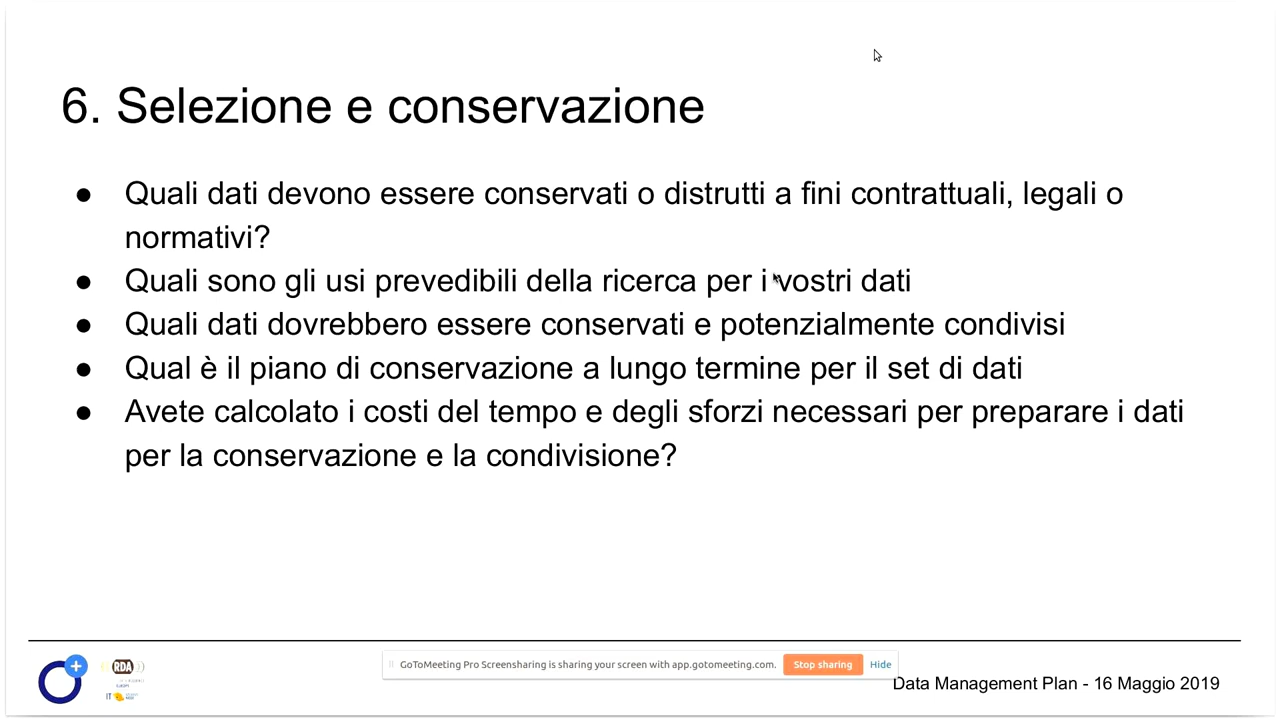 6. Selezione e conservazione
● Quali dati devono essere conservati o distrutti a fini contrattuali, legali o
normativi?
● Quali sono gli usi prevedibili della ricerca per i vostri dati
● Quali dati dovrebbero essere conservati e potenzialmente condivisi
● Qual è il piano di conservazione a lungo termine per il set di dati
● Avete calcolato i costi del tempo e degli sforzi necessari per preparare i dati
per la conservazione e la condivisione?
RDA
IT
GoToMeeting Pro Screensharing is sharing your screen with app.gotomeeting.com. Stop sharing Hide
Data Management Plan - 16 Maggio 2019